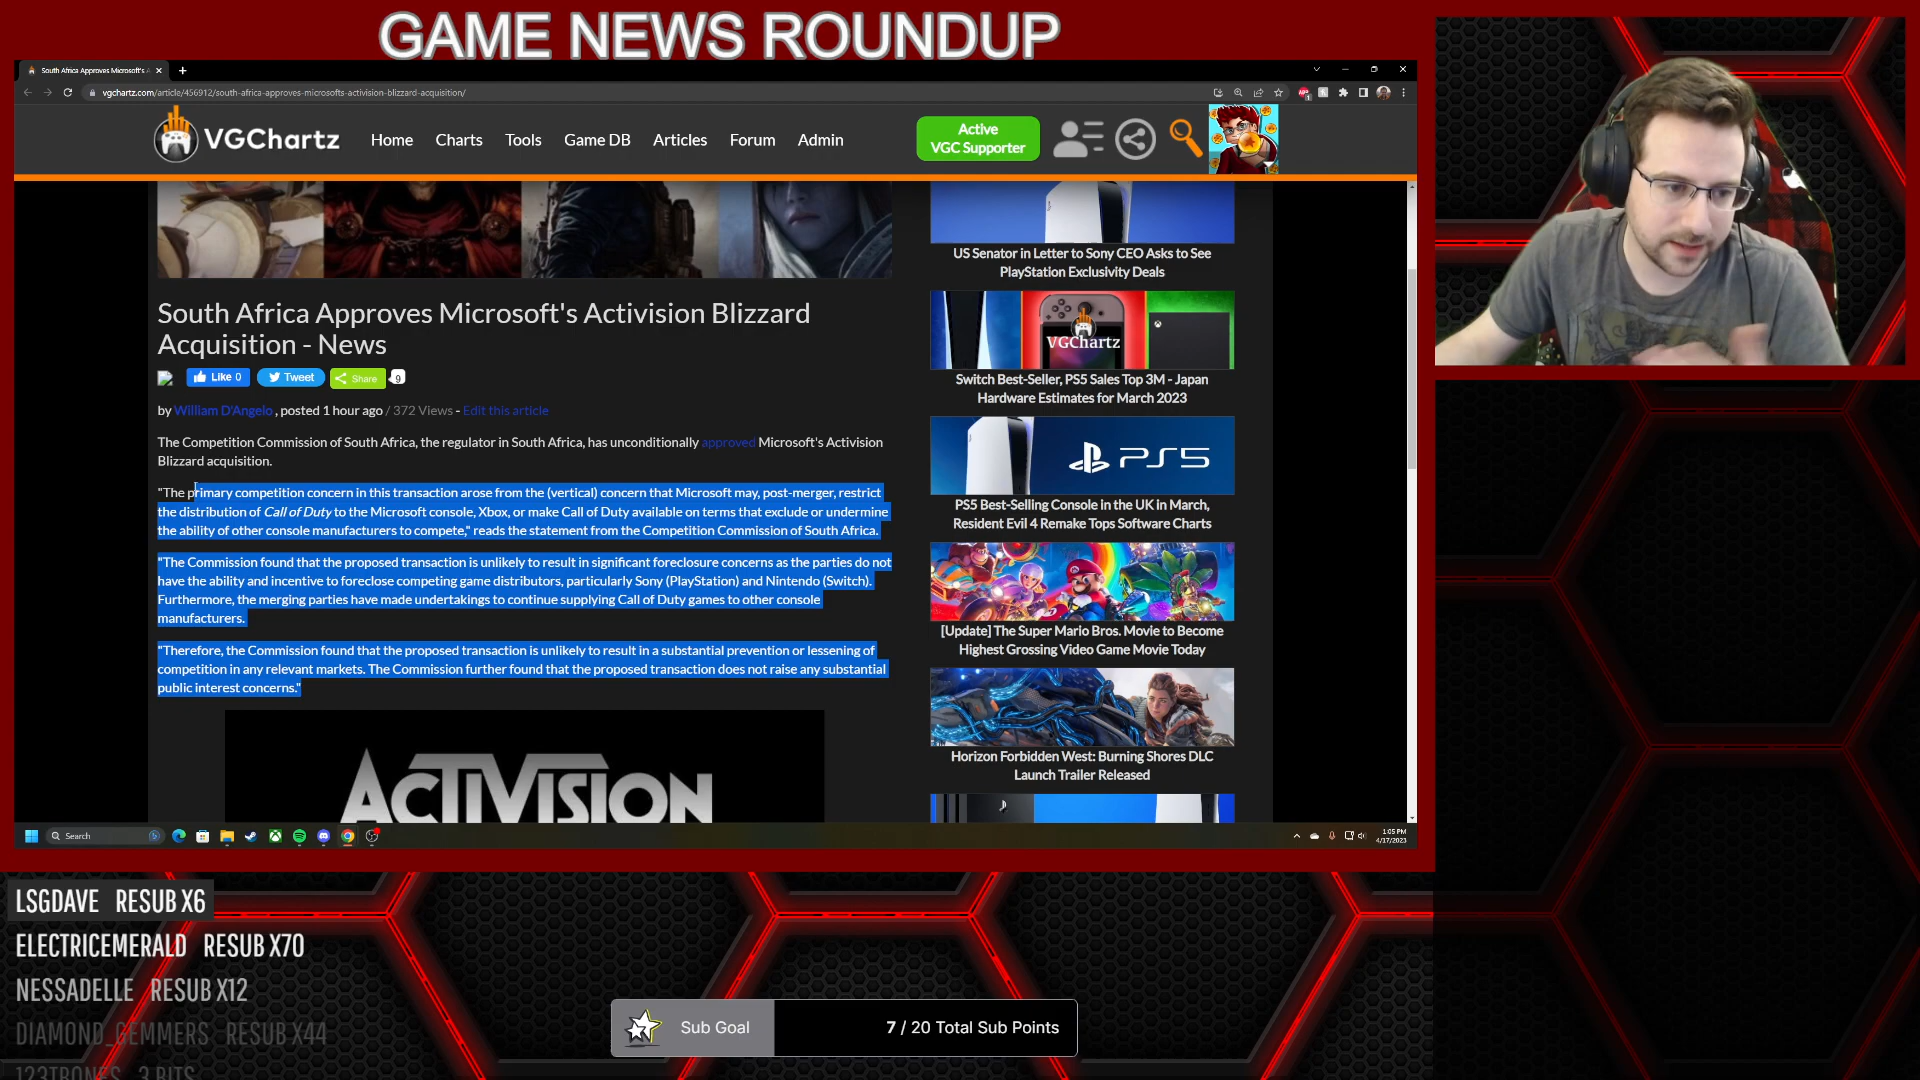 GAME NEWS ROUNDUP
South Africa Approves Microsoft's A
vgchartz.com/article/456912/south-africa-approves-microsofts-activision-blizzard-acquisition/
VGChartz
Home
Charts
Tools
Game DB
Articles
Forum
Admin
Active
VGC Supporter
South Africa Approves Microsoft's Activision Blizzard
Acquisition - News
Like 0
Tweet
Share
9
by William D'Angelo , posted 1 hour ago / 372 Views - Edit this article
The Competition Commission of South Africa, the regulator in South Africa, has unconditionally approved Microsoft's Activision
Blizzard acquisition.
"The primary competition concern in this transaction arose from the (vertical) concern that Microsoft may, post-merger, restrict
the distribution of Call of Duty to the Microsoft console, Xbox, or make Call of Duty available on terms that exclude or undermine
the ability of other console manufacturers to compete," reads the statement from the Competition Commission of South Africa.
"The Commission found that the proposed transaction is unlikely to result in significant foreclosure concerns as the parties do not
have the ability and incentive to foreclose competing game distributors, particularly Sony (PlayStation) and Nintendo (Switch).
Furthermore, the merging parties have made undertakings to continue supplying Call of Duty games to other console
manufacturers.
"Therefore, the Commission found that the proposed transaction is unlikely to result in a substantial prevention or lessening of
competition in any relevant markets. The Commission further found that the proposed transaction does not raise any substantial
public interest concerns."
ACTIVISION
US Senator in Letter to Sony CEO Asks to See
PlayStation Exclusivity Deals
VGChartz
Switch Best-Seller, PS5 Sales Top 3M - Japan
Hardware Estimates for March 2023
PS5
PS5 Best-Selling Console in the UK in March,
Resident Evil 4 Remake Tops Software Charts
[Update] The Super Mario Bros. Movie to Become
Highest Grossing Video Game Movie Today
Horizon Forbidden West: Burning Shores DLC
Launch Trailer Released
Search
1:05 PM
4/17/2023
LSGDAVE RESUB X6
ELECTRICEMERALD RESUB X70
NESSADELLE RESUB X12
DIAMOND_GEMMERS RESUB X44
123TRONES 3 BITS
Sub Goal
7 / 20 Total Sub Points